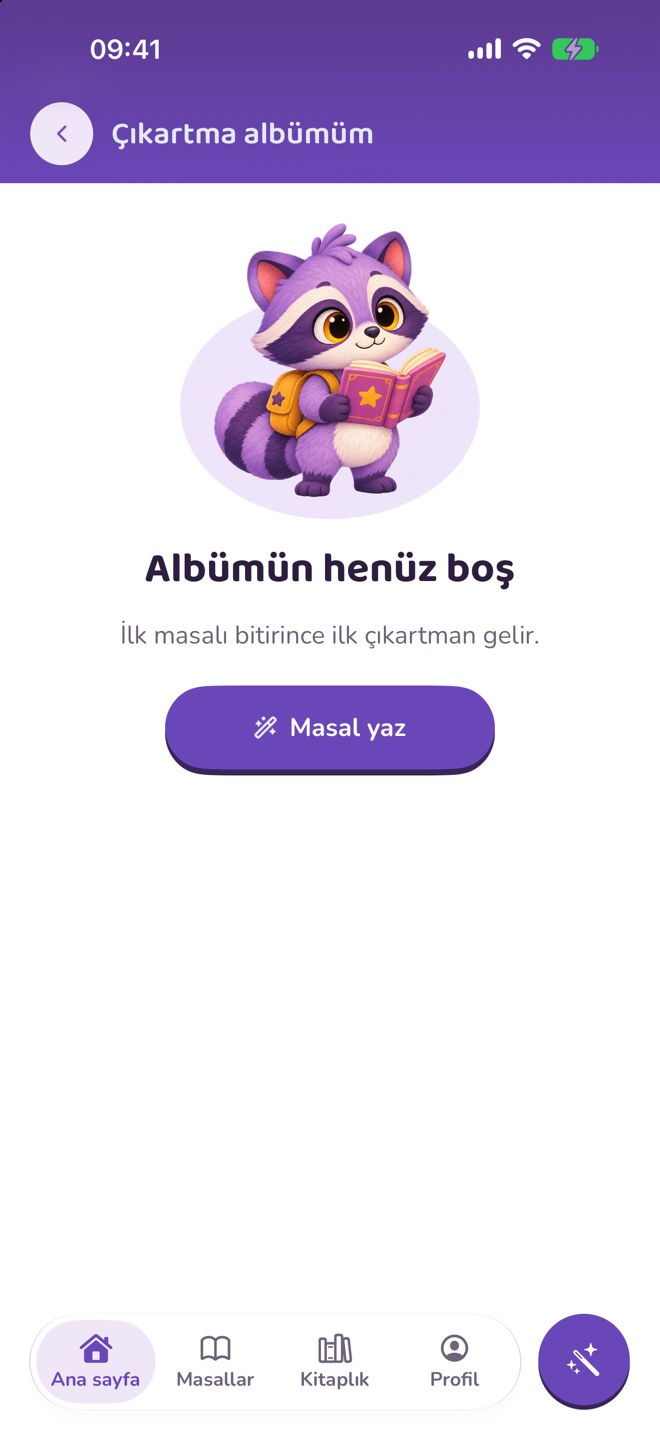 09:41
Çıkartma albümüm
Albümün henüz boş
İlk masalı bitirince ilk çıkartman gelir.
Masal yaz
Ana sayfa
Masallar
Kitaplık
Profil